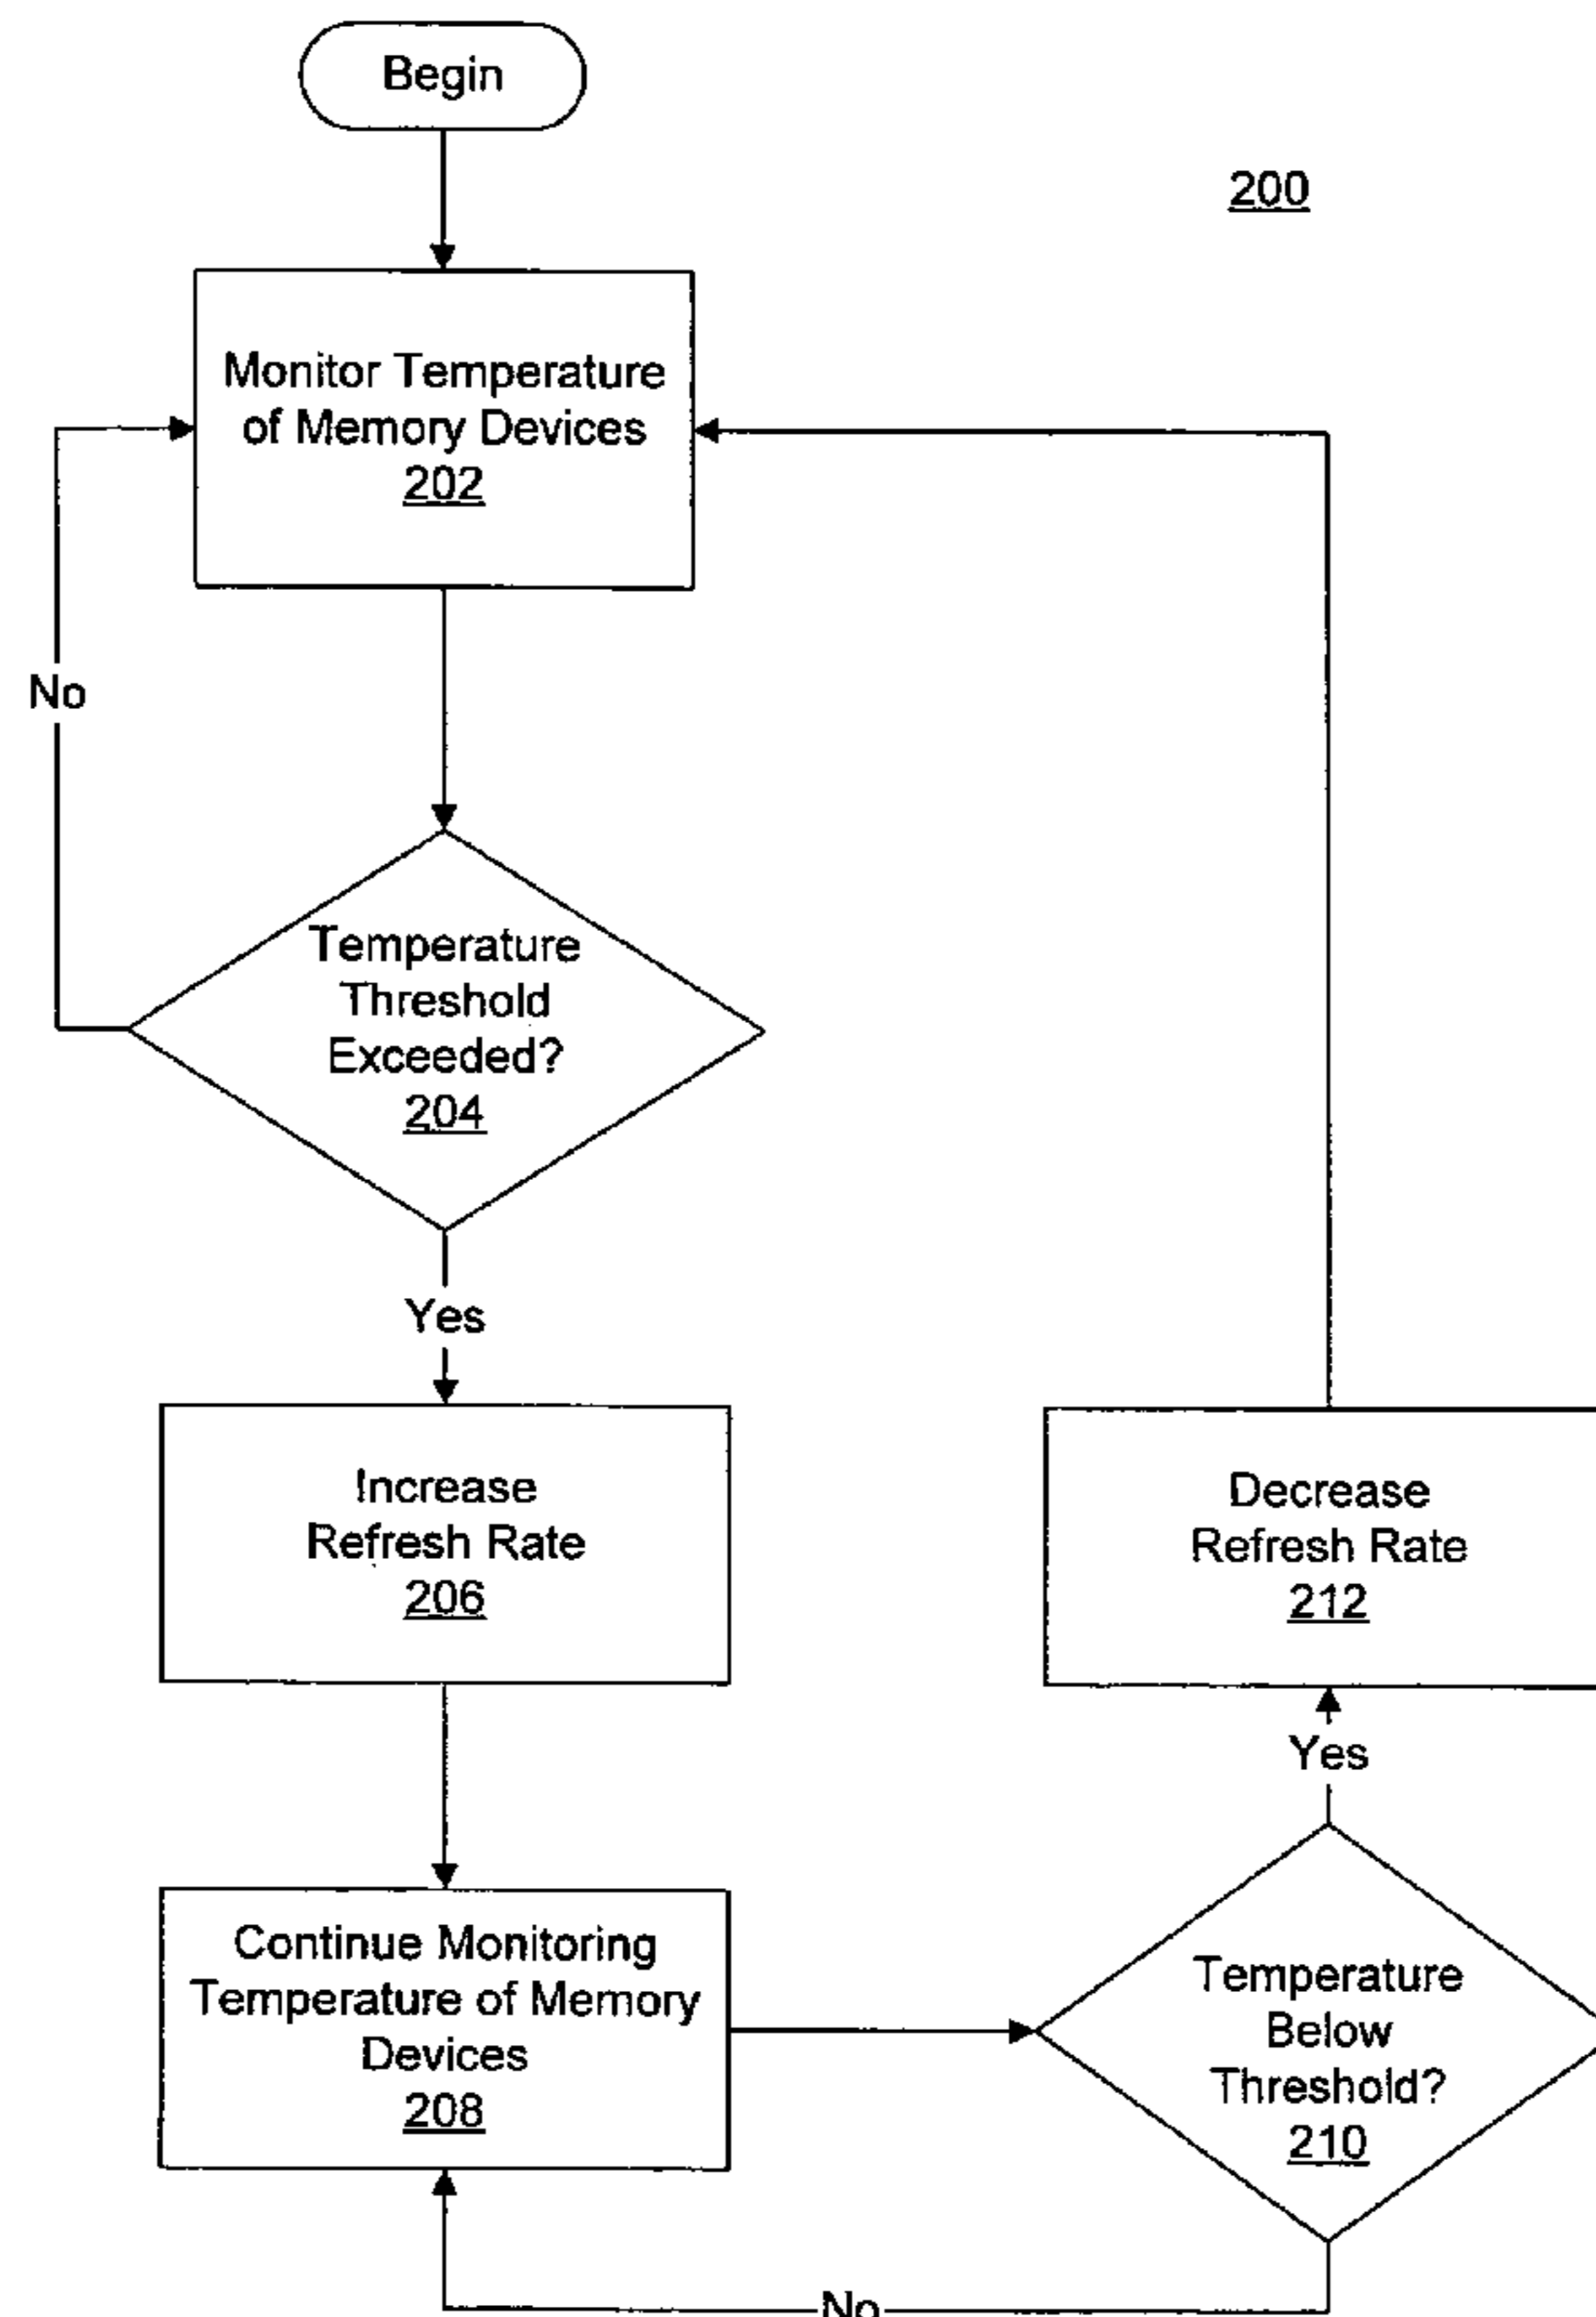 Begin
200
Monitor Temperature
of Memory Devices
202
No
Temperature
Threshold
Exceeded?
204
Yes
Increase
Refresh Rate
206
Decrease
Refresh Rate
212
Yes
Continue Monitoring
Temperature of Memory
Devices
208
Temperature
Below
Threshold?
210
No